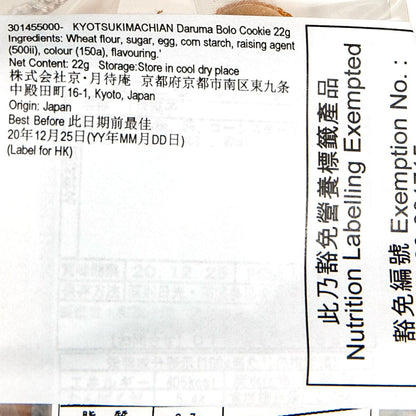 301455000- KYOTSUKIMACHIAN Daruma Bolo Cookie 22g
Ingredients: Wheat flour, sugar, egg, corn starch, raising agent
(500ii), colour (150a), flavouring.'
Net Content: 22g Storage:Store in cool dry place
株式会社京・月待庵 京都府京都市南区東九条
中殿田町16-1, Kyoto, Japan
Origin: Japan
Best Before 此日期前最佳
20年12月25日(YY年MM月DD日)
(Label for HK)
此乃豁免營養標籤產品
Nutrition Labelling Exempted
豁免編號 Exemption No. :
20.12.25